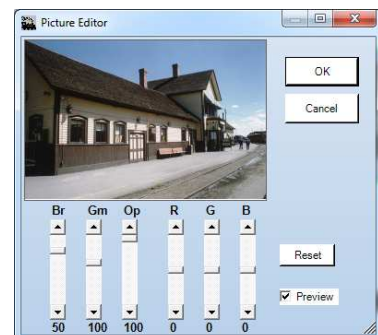 Picture Editor
OK
Cancel
Br Gm Op R G B
Reset
Preview
50 100 100 0 0 0